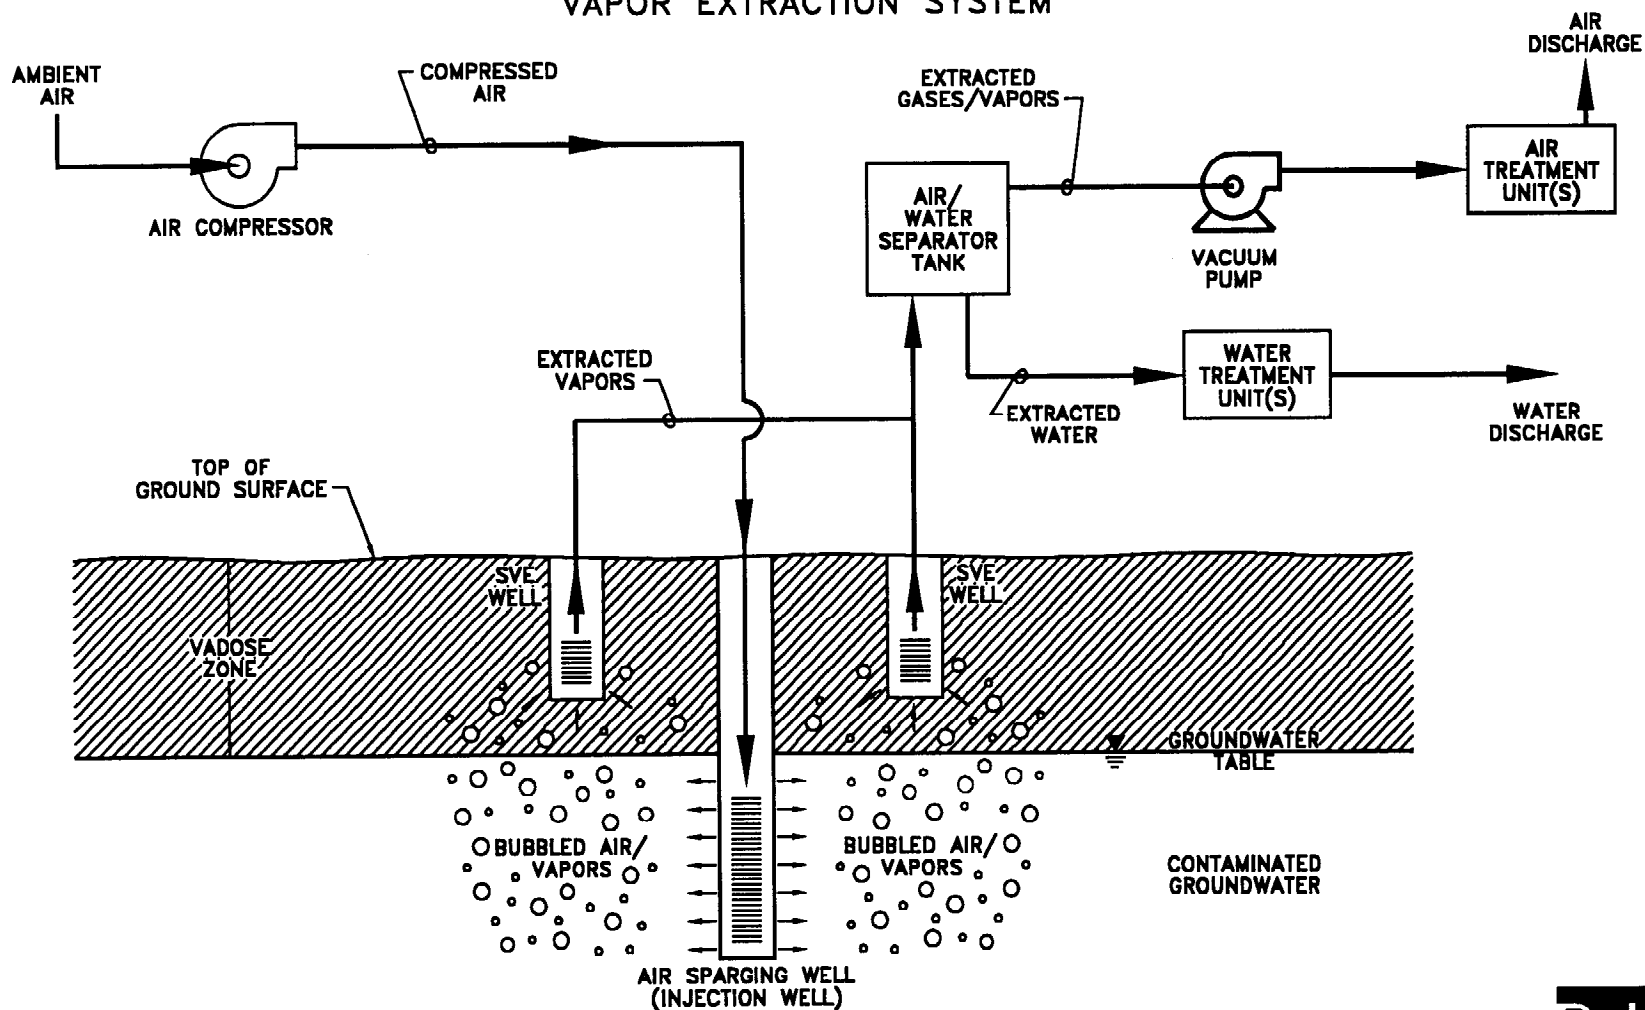 VAPOR EXTRACTION SYSTEM
AMBIENT
AIR
COMPRESSED
AIR
AIR COMPRESSOR
EXTRACTED
GASES/VAPORS
AIR
DISCHARGE
AIR
TREATMENT
UNIT(S)
AIR/
WATER
SEPARATOR
TANK
VACUUM
PUMP
EXTRACTED
VAPORS
WATER
TREATMENT
UNIT(S)
EXTRACTED
WATER
WATER
DISCHARGE
TOP OF
GROUND SURFACE
SVE
WELL
SVE
WELL
VADOSE
ZONE
GROUNDWATER
TABLE
BUBBLED AIR/
VAPORS
BUBBLED AIR/
VAPORS
CONTAMINATED
GROUNDWATER
AIR SPARGING WELL
(INJECTION WELL)